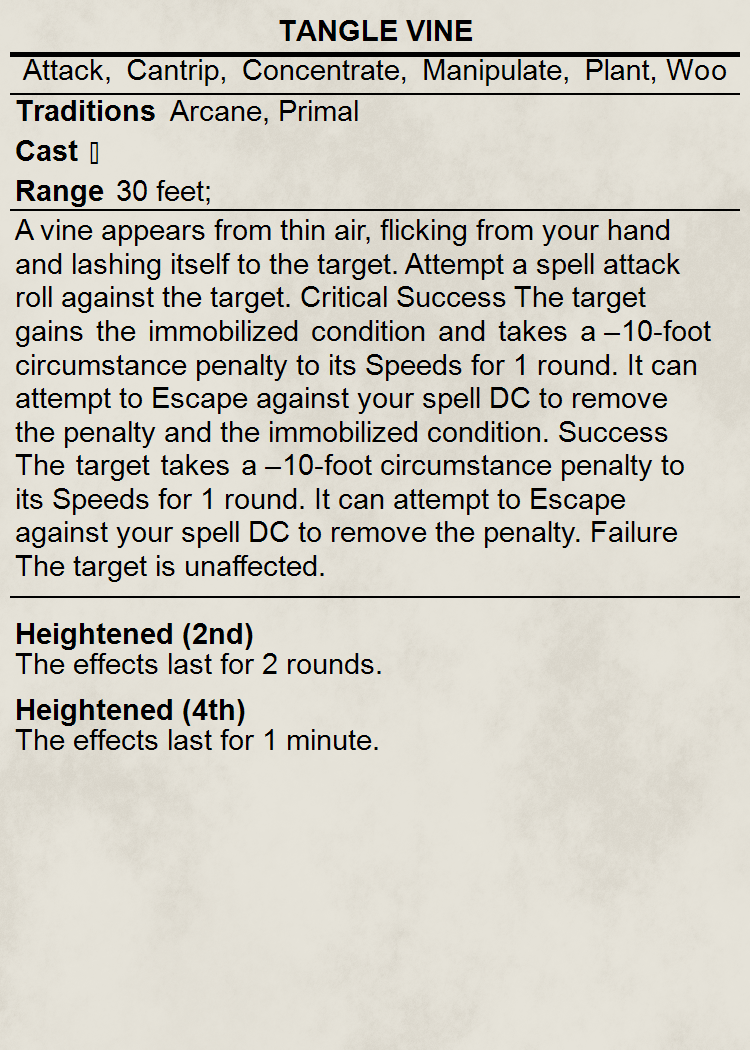 TANGLE VINE
Attack, Cantrip, Concentrate, Manipulate, Plant, Woo
Traditions Arcane, Primal
Cast ▯
Range 30 feet;
A vine appears from thin air, flicking from your hand
and lashing itself to the target. Attempt a spell attack
roll against the target. Critical Success The target
gains the immobilized condition and takes a –10-foot
circumstance penalty to its Speeds for 1 round. It can
attempt to Escape against your spell DC to remove
the penalty and the immobilized condition. Success
The target takes a –10-foot circumstance penalty to
its Speeds for 1 round. It can attempt to Escape
against your spell DC to remove the penalty. Failure
The target is unaffected.
Heightened (2nd)
The effects last for 2 rounds.
Heightened (4th)
The effects last for 1 minute.